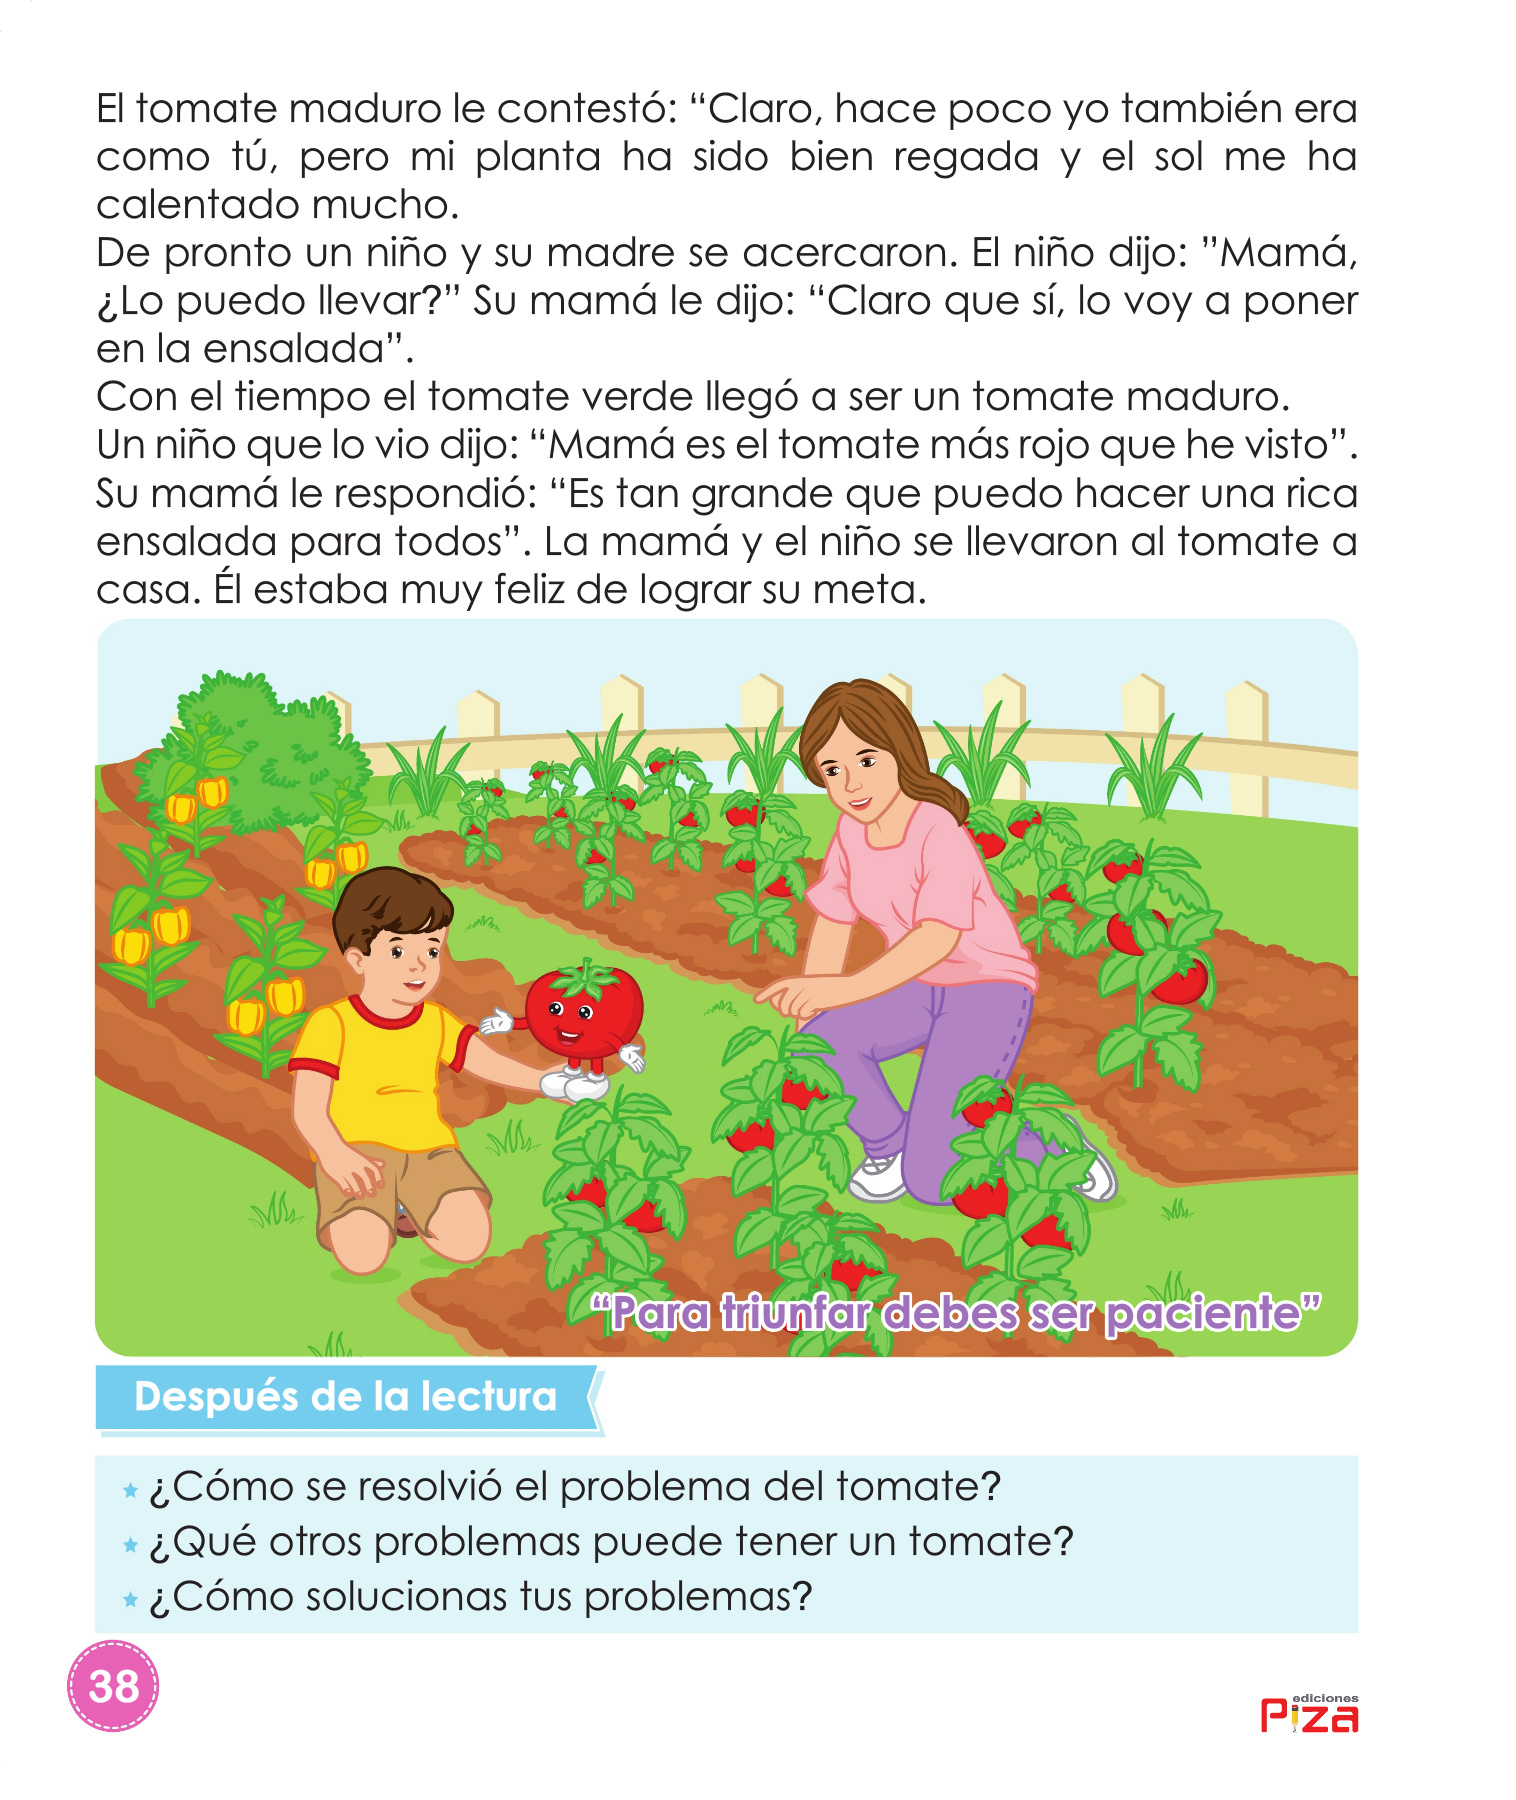 El tomate maduro le contestó: “Claro, hace poco yo también era
como tú, pero mi planta ha sido bien regada y el sol me ha
calentado mucho.
De pronto un niño y su madre se acercaron. El niño dijo: ”Mamá,
¿Lo puedo llevar?” Su mamá le dijo: “Claro que sí, lo voy a poner
en la ensalada”.
Con el tiempo el tomate verde llegó a ser un tomate maduro.
Un niño que lo vio dijo: “Mamá es el tomate más rojo que he visto”.
Su mamá le respondió: “Es tan grande que puedo hacer una rica
ensalada para todos”. La mamá y el niño se llevaron al tomate a
casa. Él estaba muy feliz de lograr su meta.
“Para triunfar debes ser paciente”
Después de la lectura
¿Cómo se resolvió el problema del tomate?
¿Qué otros problemas puede tener un tomate?
¿Cómo solucionas tus problemas?
38
ediciones
Piza